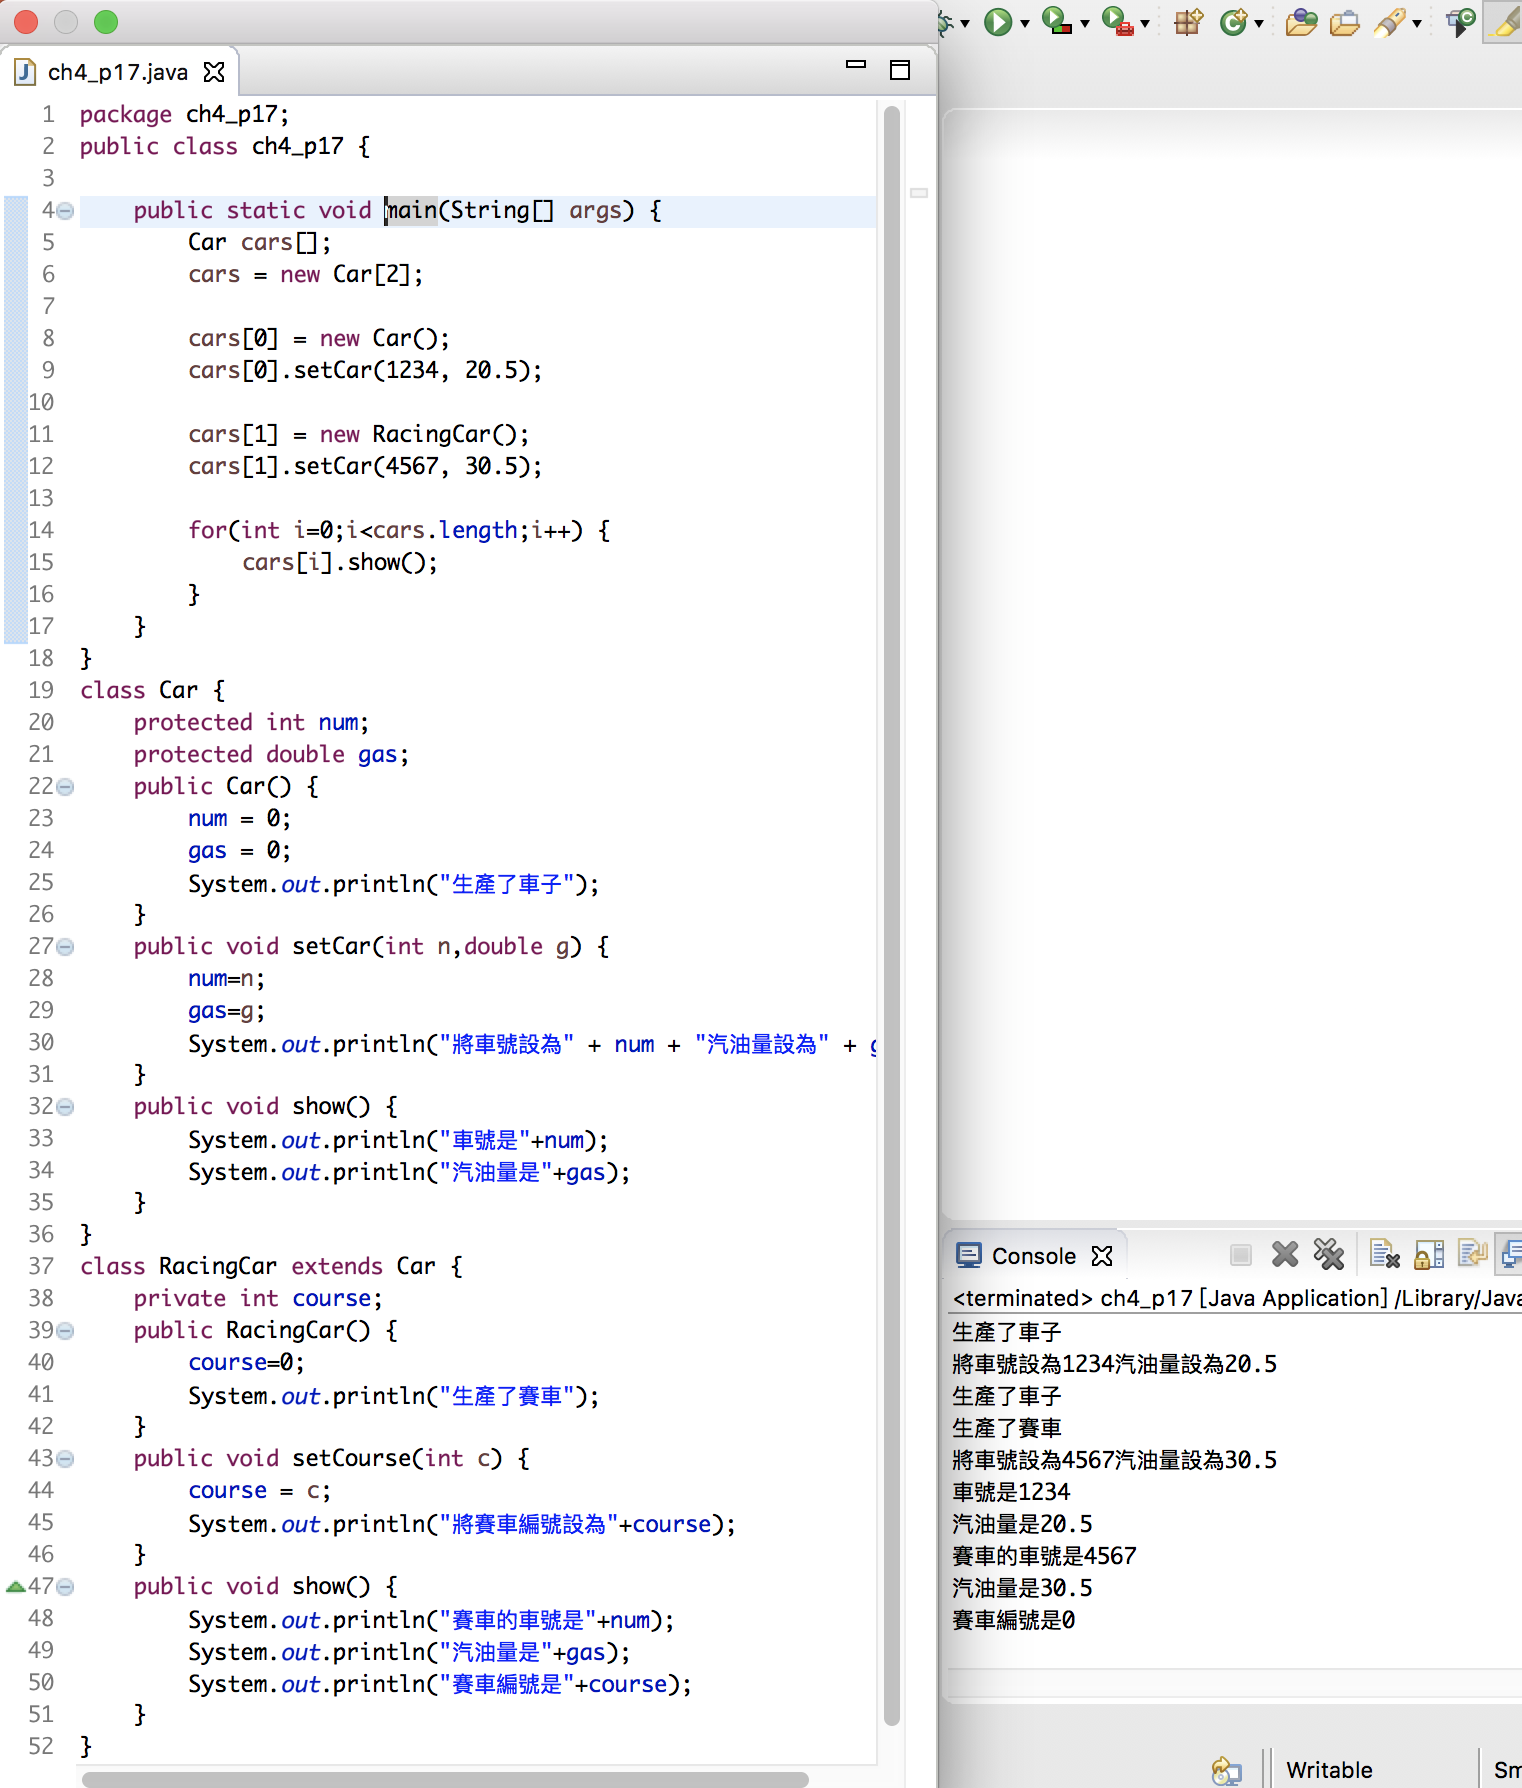 ch4_p17.java
1 package ch4_p17;
2 public class ch4_p17 {
3
4 public static void main(String[] args) {
5 Car cars[];
6 cars = new Car[2];
7
8 cars[0] = new Car();
9 cars[0].setCar(1234, 20.5);
10
11 cars[1] = new RacingCar();
12 cars[1].setCar(4567, 30.5);
13
14 for(int i=0;i<cars.length;i++) {
15 cars[i].show();
16 }
17 }
18 }
19 class Car {
20 protected int num;
21 protected double gas;
22 public Car() {
23 num = 0;
24 gas = 0;
25 System.out.println("生產了車子");
26 }
27 public void setCar(int n,double g) {
28 num=n;
29 gas=g;
30 System.out.println("將車號設為" + num + "汽油量設為" + g
31 }
32 public void show() {
33 System.out.println("車號是"+num);
34 System.out.println("汽油量是"+gas);
35 }
36 }
37 class RacingCar extends Car {
38 private int course;
39 public RacingCar() {
40 course=0;
41 System.out.println("生產了賽車");
42 }
43 public void setCourse(int c) {
44 course = c;
45 System.out.println("將賽車編號設為"+course);
46 }
47 public void show() {
48 System.out.println("賽車的車號是"+num);
49 System.out.println("汽油量是"+gas);
50 System.out.println("賽車編號是"+course);
51 }
52 }
Console
<terminated> ch4_p17 [Java Application] /Library/Java
生產了車子
將車號設為1234汽油量設為20.5
生產了車子
生產了賽車
將車號設為4567汽油量設為30.5
車號是1234
汽油量是20.5
賽車的車號是4567
汽油量是30.5
賽車編號是0
Writable
Sm